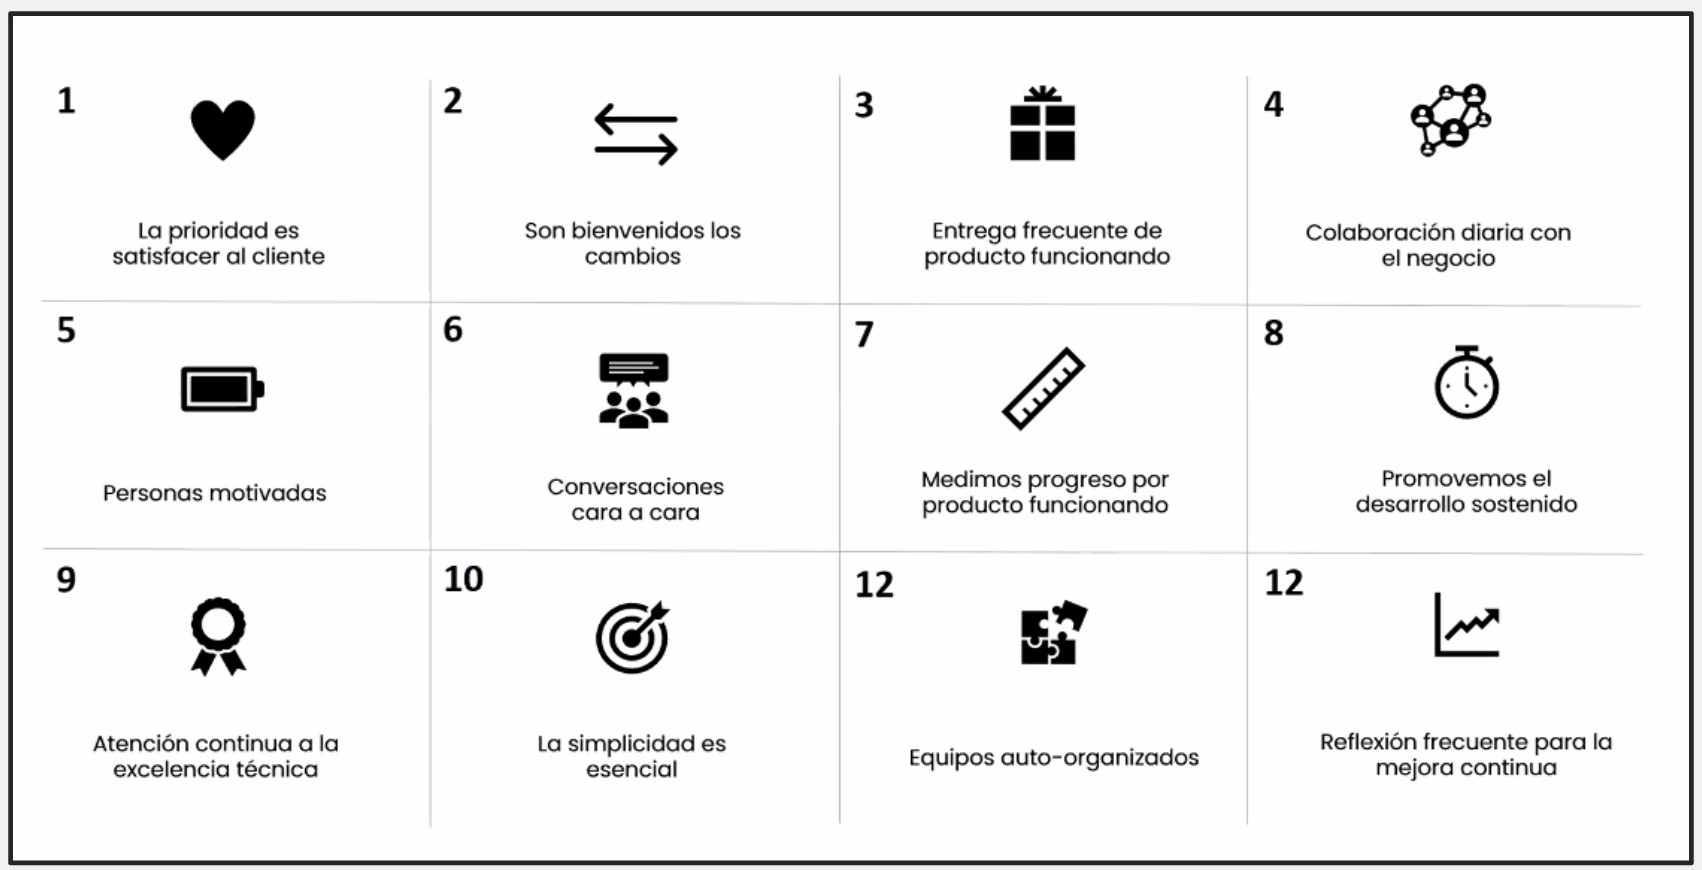 1
La prioridad es
satisfacer al cliente
2
Son bienvenidos los
cambios
3
Entrega frecuente de
producto funcionando
4
Colaboración diaria con
el negocio
5
Personas motivadas
6
Conversaciones
cara a cara
7
Medimos progreso por
producto funcionando
8
Promovemos el
desarrollo sostenido
9
Atención continua a la
excelencia técnica
10
La simplicidad es
esencial
12
Equipos auto-organizados
12
Reflexión frecuente para la
mejora continua